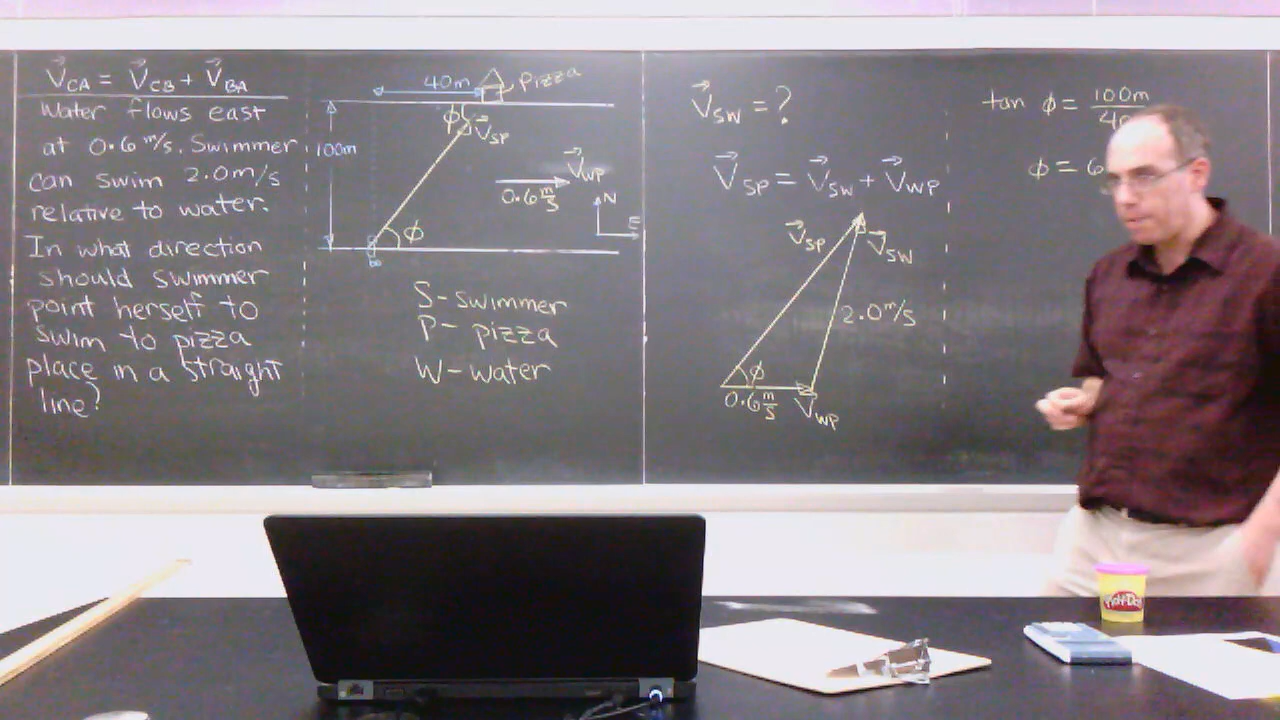 V⃗CA = V⃗CB + V⃗BA
Water flows east
at 0.6 m/s. Swimmer
can swim 2.0 m/s
relative to water.
In what direction
should swimmer
point herself to
swim to pizza
place in a straight
line?
40m
pizza
ϕ
V⃗SP
100m
V⃗WP
0.6 m/s
N
E
ϕ
S - swimmer
P - pizza
W - water
V⃗SW = ?
V⃗SP = V⃗SW + V⃗WP
V⃗SP
V⃗SW
2.0 m/s
ϕ
0.6 m/s
V⃗WP
tan ϕ = 100m
ϕ =
Play-Doh